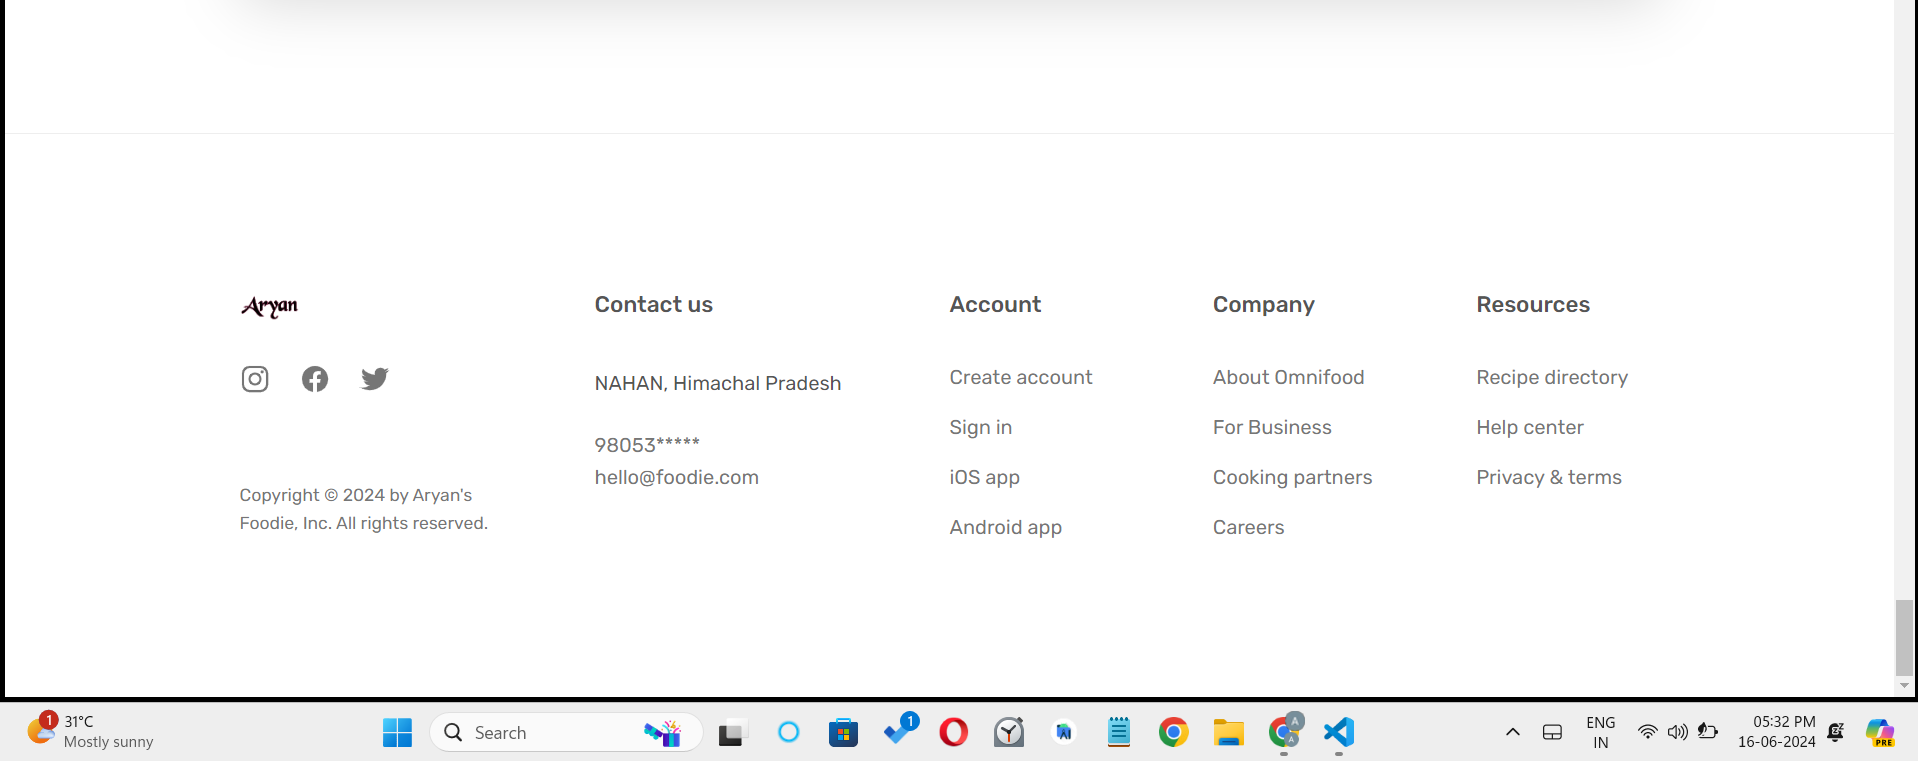 Aryan
Copyright © 2024 by Aryan's
Foodie, Inc. All rights reserved.
Contact us
NAHAN, Himachal Pradesh
98053*****
hello@foodie.com
Account
Create account
Sign in
iOS app
Android app
Company
About Omnifood
For Business
Cooking partners
Careers
Resources
Recipe directory
Help center
Privacy & terms
1
31°C
Mostly sunny
Search
1
A
A
ENG
IN
05:32 PM
16-06-2024
PRE